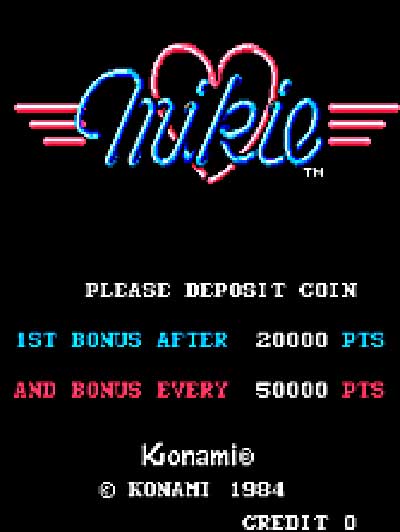 mikie
TM
PLEASE DEPOSIT COIN
1ST BONUS AFTER 20000 PTS
AND BONUS EVERY 50000 PTS
Konami®
© KONAMI 1984
CREDIT 0